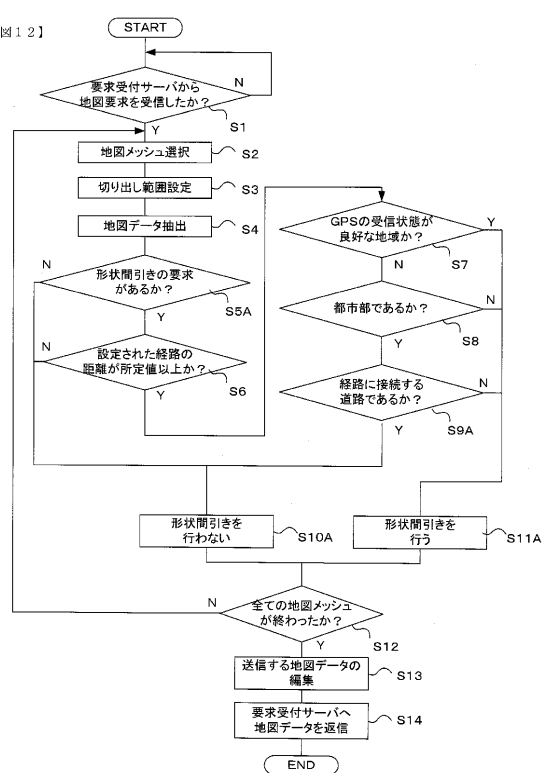 【図１２】
START
要求受付サーバから
地図要求を受信したか？
N
S1
Y
地図メッシュ選択
S2
切り出し範囲設定
S3
地図データ抽出
S4
形状間引きの要求
があるか？
N
S5A
Y
設定された経路の
距離が所定値以上か？
N
S6
Y
GPSの受信状態が
良好な地域か？
Y
S7
N
都市部であるか？
N
S8
Y
経路に接続する
道路であるか？
N
S9A
Y
形状間引きを
行わない
S10A
形状間引きを
行う
S11A
全ての地図メッシュ
が終わったか？
N
S12
Y
送信する地図データの
編集
S13
要求受付サーバへ
地図データを返信
S14
END